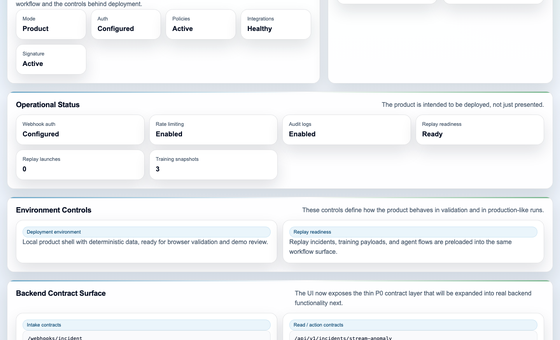 workflow and the controls behind deployment.
Mode
Product
Auth
Configured
Policies
Active
Integrations
Healthy
Signature
Active
Operational Status
The product is intended to be deployed, not just presented.
Webhook auth
Configured
Rate limiting
Enabled
Audit logs
Enabled
Replay readiness
Ready
Replay launches
0
Training snapshots
3
Environment Controls
These controls define how the product behaves in validation and in production-like runs.
Deployment environment
Local product shell with deterministic data, ready for browser validation and demo review.
Replay readiness
Replay incidents, training payloads, and agent flows are preloaded into the same
workflow surface.
Backend Contract Surface
The UI now exposes the thin P0 contract layer that will be expanded into real backend
functionality next.
Intake contracts
/webhooks/incident
Read / action contracts
/api/v1/incidents/stream-anomaly